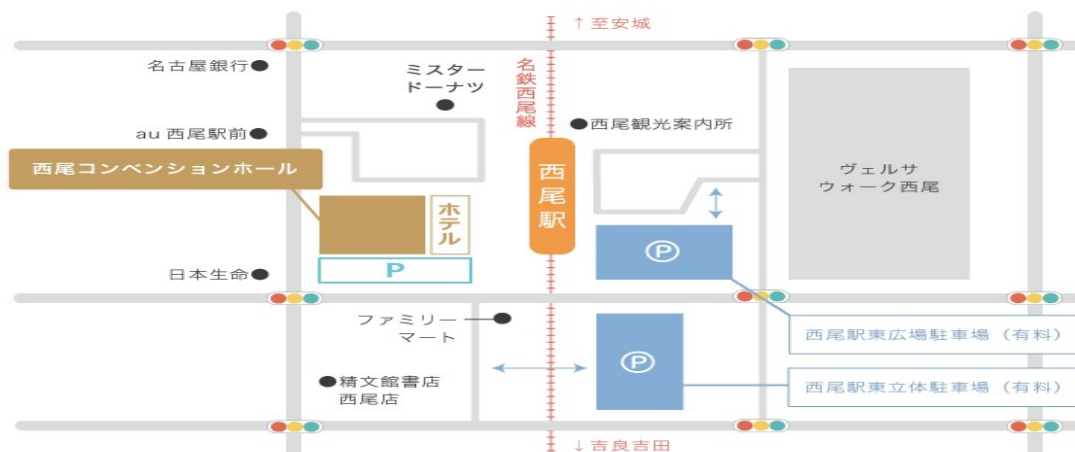 ↑至安城
名古屋銀行
ミスター
ドーナツ
名鉄西尾線
au 西尾駅前
西尾観光案内所
西尾コンベンションホール
西尾駅
ヴェルサ
ウォーク西尾
ホテル
P
P
日本生命
ファミリー
マート
西尾駅東広場駐車場（有料）
P
精文館書店
西尾店
西尾駅東立体駐車場（有料）
↓吉良吉田